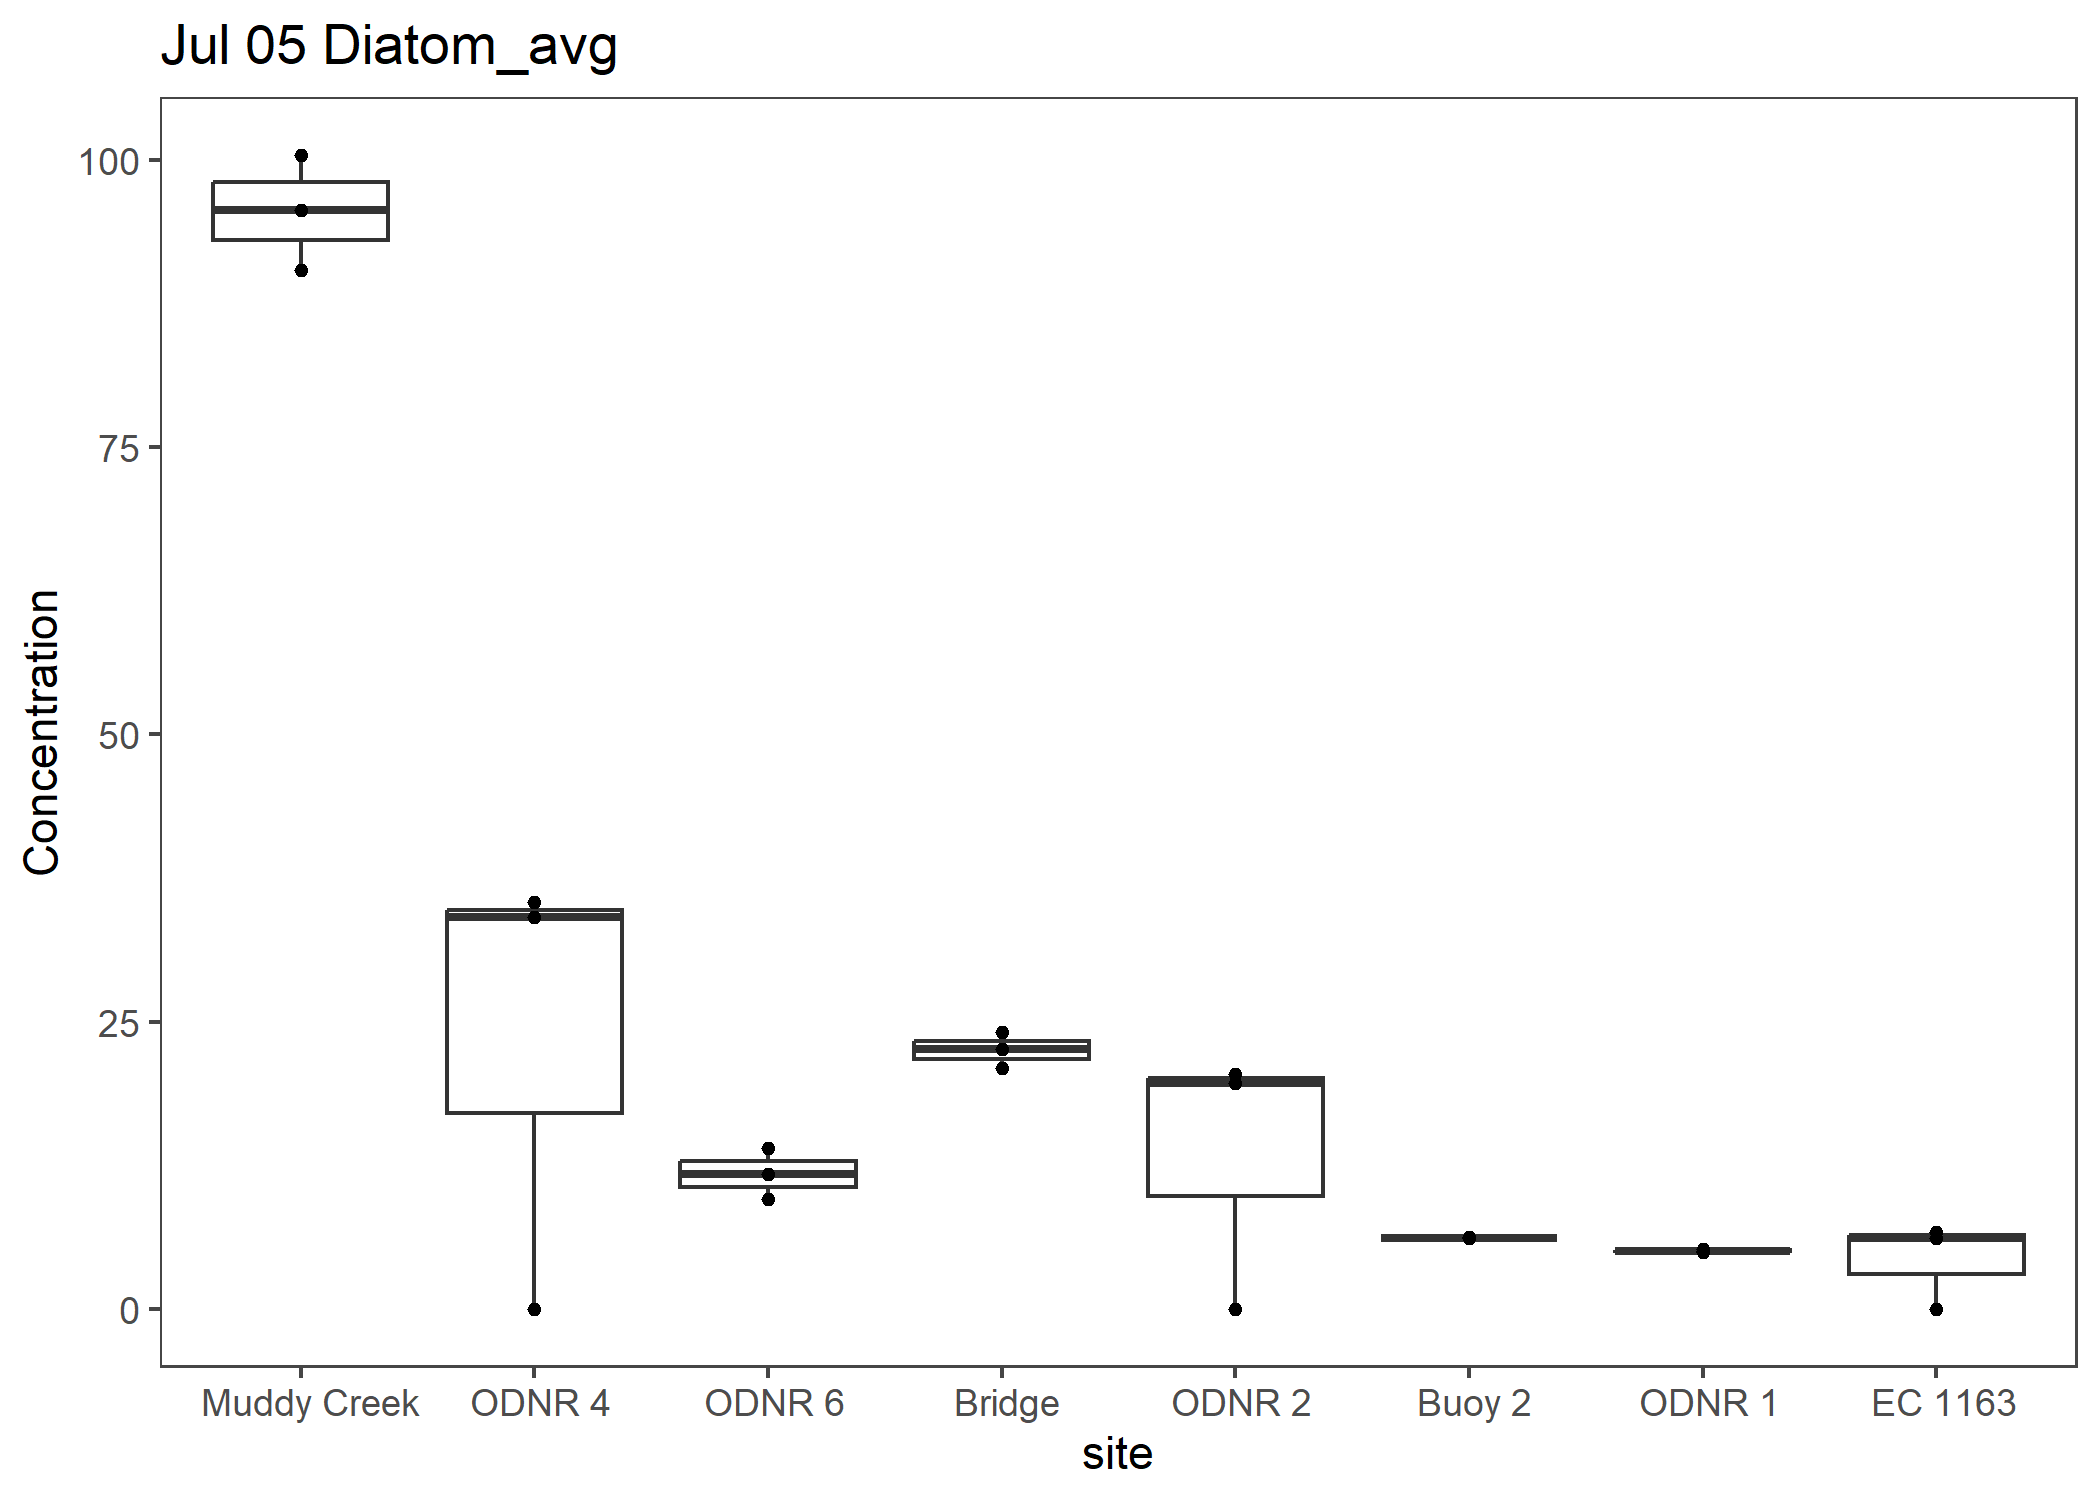 Jul 05 Diatom_avg
Concentration
100
75
50
25
0
Muddy Creek ODNR 4 ODNR 6 Bridge ODNR 2 Buoy 2 ODNR 1 EC 1163
site